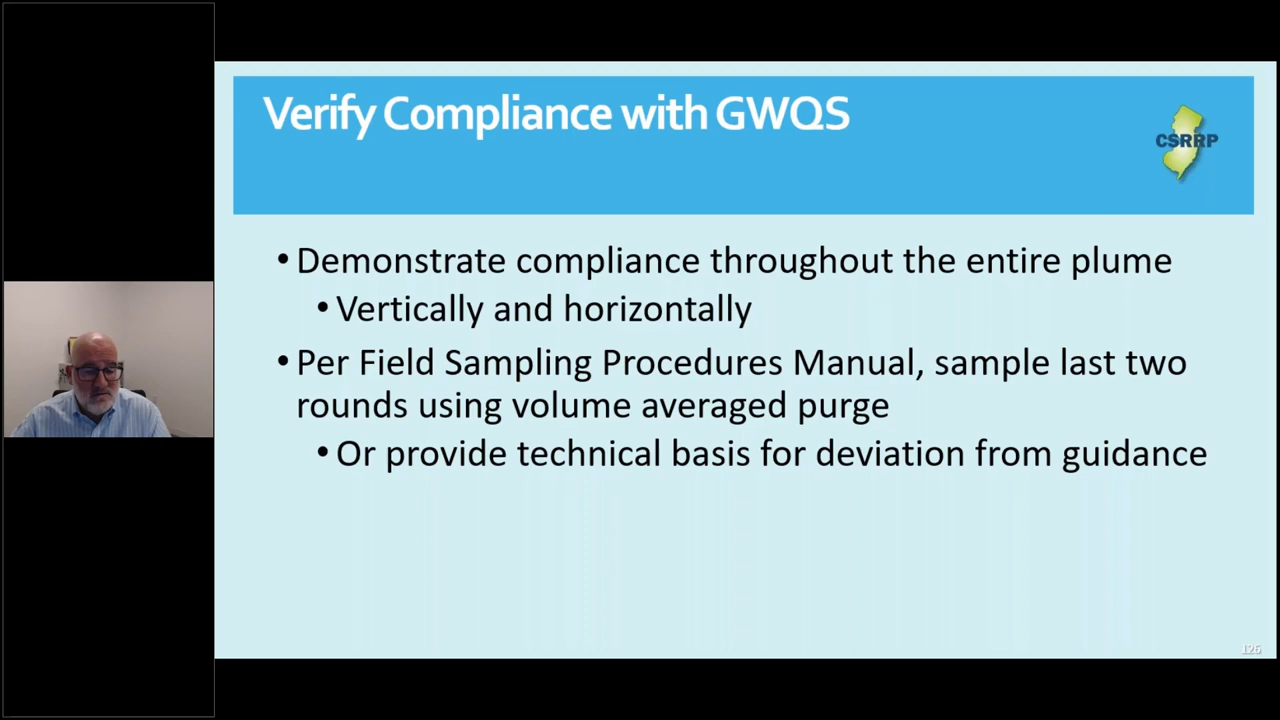 Verify Compliance with GWQS
CSRRP
• Demonstrate compliance throughout the entire plume
• Vertically and horizontally
• Per Field Sampling Procedures Manual, sample last two
rounds using volume averaged purge
• Or provide technical basis for deviation from guidance
126